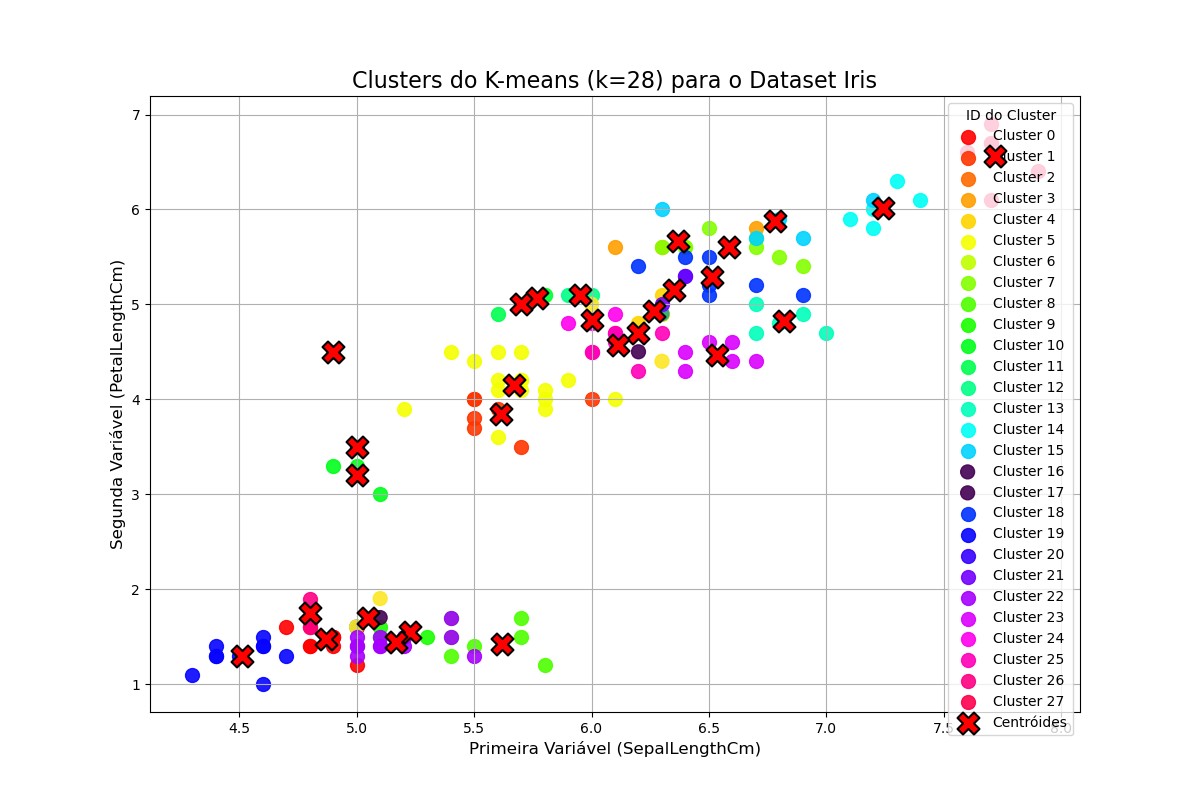 Clusters do K-means (k=28) para o Dataset Iris
7
6
5
4
3
2
1
Segunda Variável (PetalLengthCm)
4.5
5.0
5.5
6.0
6.5
7.0
7.5
8.0
Primeira Variável (SepalLengthCm)
ID do Cluster
Cluster 0
Cluster 1
Cluster 2
Cluster 3
Cluster 4
Cluster 5
Cluster 6
Cluster 7
Cluster 8
Cluster 9
Cluster 10
Cluster 11
Cluster 12
Cluster 13
Cluster 14
Cluster 15
Cluster 16
Cluster 17
Cluster 18
Cluster 19
Cluster 20
Cluster 21
Cluster 22
Cluster 23
Cluster 24
Cluster 25
Cluster 26
Cluster 27
Centróides